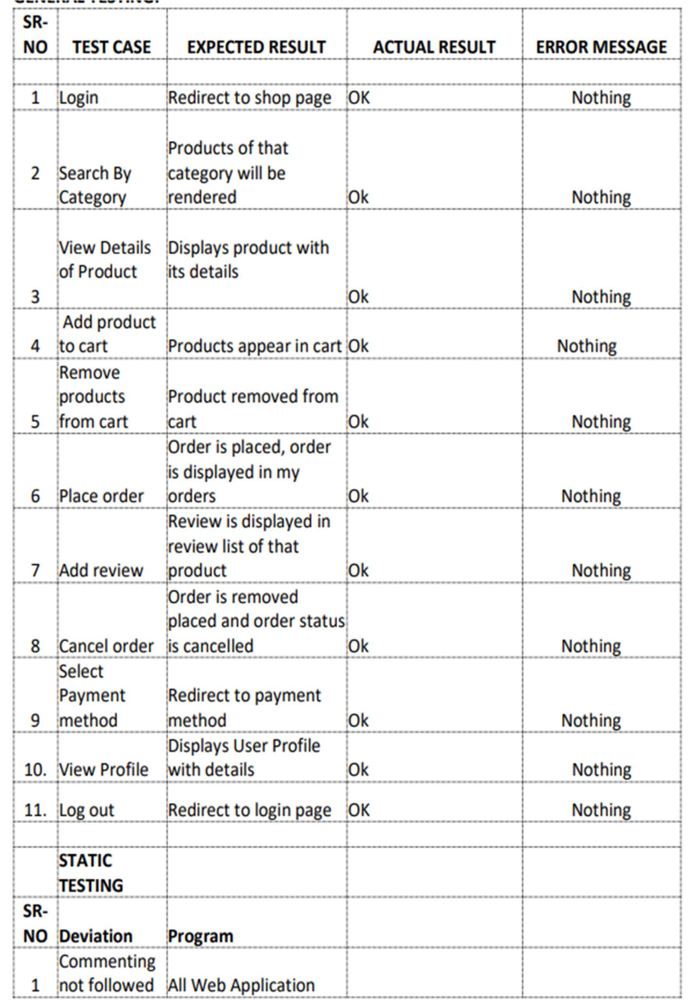 GENERAL TESTING:
SR-NO TEST CASE EXPECTED RESULT ACTUAL RESULT ERROR MESSAGE
1 Login Redirect to shop page OK Nothing
2 Search By Category Products of that category will be rendered Ok Nothing
3 View Details of Product Displays product with its details Ok Nothing
4 Add product to cart Products appear in cart Ok Nothing
5 Remove products from cart Product removed from cart Ok Nothing
6 Place order Order is placed, order is displayed in my orders Ok Nothing
7 Add review Review is displayed in review list of that product Ok Nothing
8 Cancel order Order is removed placed and order status is cancelled Ok Nothing
9 Select Payment method Redirect to payment method Ok Nothing
10. View Profile Displays User Profile with details Ok Nothing
11. Log out Redirect to login page OK Nothing
STATIC TESTING
SR-NO Deviation Program
1 Commenting not followed All Web Application